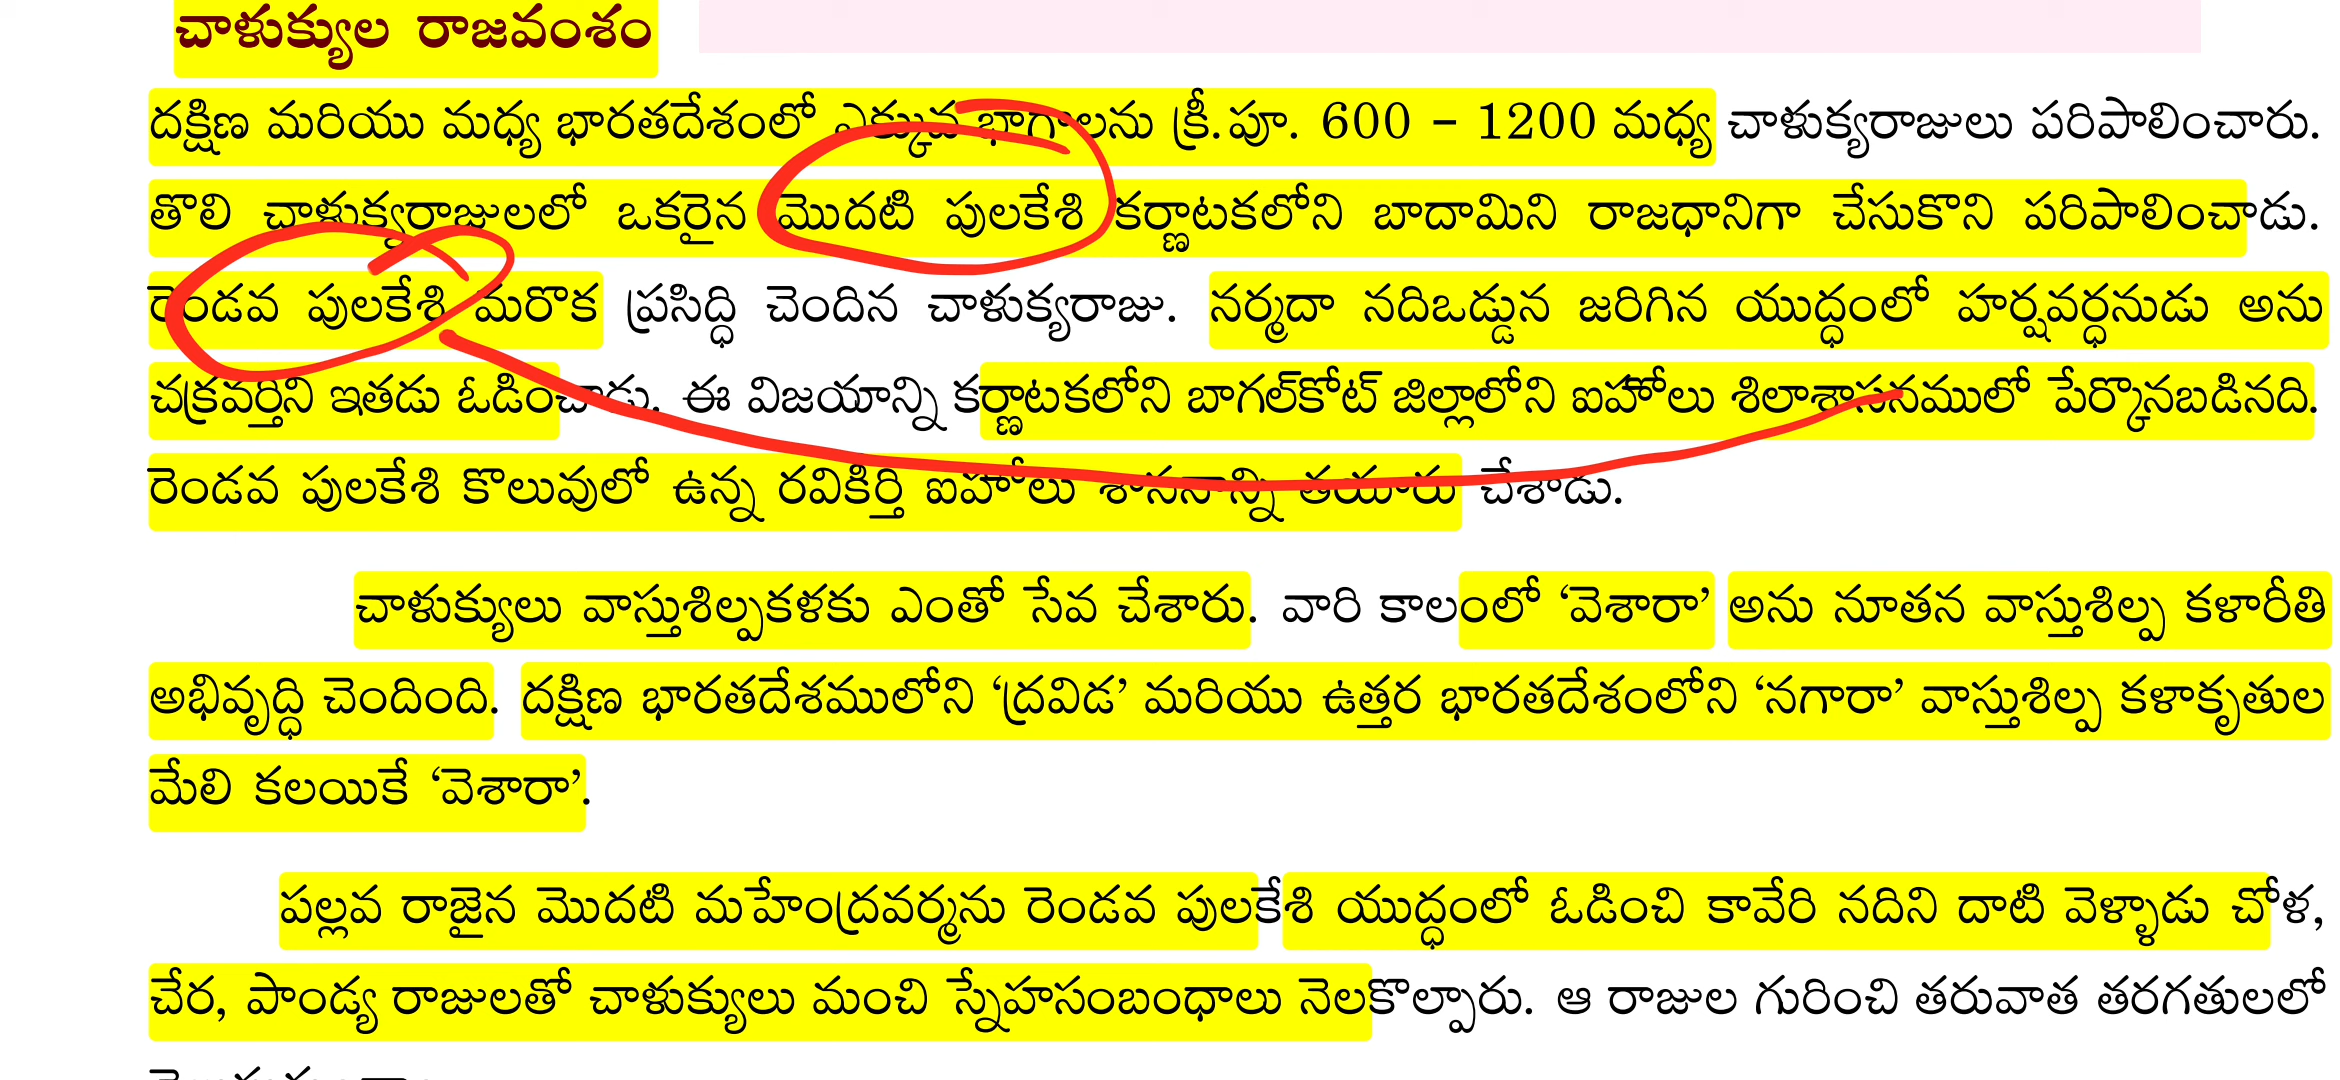 చాళుక్యుల రాజవంశం
దక్షిణ మరియు మధ్య భారతదేశంలో ఎక్కువ భాగాలను క్రీ.పూ. 600 – 1200 మధ్య చాళుక్యరాజులు పరిపాలించారు.
తొలి చాళుక్యరాజులలో ఒకరైన మొదటి పులకేశి కర్ణాటకలోని బాదామిని రాజధానిగా చేసుకొని పరిపాలించాడు.
రెండవ పులకేశి మరొక ప్రసిద్ధి చెందిన చాళుక్యరాజు. నర్మదా నదిఒడ్డున జరిగిన యుద్ధంలో హర్షవర్ధనుడు అను
చక్రవర్తిని ఇతడు ఓడించాడు. ఈ విజయాన్ని కర్ణాటకలోని బాగల్‌కోట్ జిల్లాలోని ఐహోలు శిలాశాసనములో పేర్కొనబడినది.
రెండవ పులకేశి కొలువులో ఉన్న రవికీర్తి ఐహోలు శాసనాన్ని తయారు చేశాడు.
చాళుక్యులు వాస్తుశిల్పకళకు ఎంతో సేవ చేశారు. వారి కాలంలో ‘వెశారా’ అను నూతన వాస్తుశిల్ప కళారీతి
అభివృద్ధి చెందింది. దక్షిణ భారతదేశములోని ‘ద్రవిడ’ మరియు ఉత్తర భారతదేశంలోని ‘నగారా’ వాస్తుశిల్ప కళాకృతుల
మేలి కలయికే ‘వెశారా’.
పల్లవ రాజైన మొదటి మహేంద్రవర్మను రెండవ పులకేశి యుద్ధంలో ఓడించి కావేరి నదిని దాటి వెళ్ళాడు చోళ,
చేర, పాండ్య రాజులతో చాళుక్యులు మంచి స్నేహసంబంధాలు నెలకొల్పారు. ఆ రాజుల గురించి తరువాత తరగతులలో